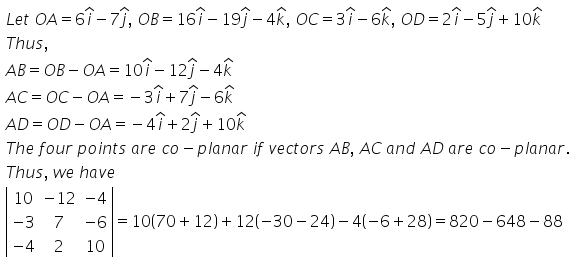 Let OA = 6î − 7ĵ, OB = 16î − 19ĵ − 4k̂, OC = 3î − 6k̂, OD = 2î − 5ĵ + 10k̂
Thus,
AB = OB − OA = 10î − 12ĵ − 4k̂
AC = OC − OA = − 3î + 7ĵ − 6k̂
AD = OD − OA = − 4î + 2ĵ + 10k̂
The four points are co − planar if vectors AB, AC and AD are co − planar.
Thus, we have
|10 −12 −4|
|−3 7 −6| = 10(70 + 12) + 12(−30 − 24) − 4(−6 + 28) = 820 − 648 − 88
|−4 2 10|